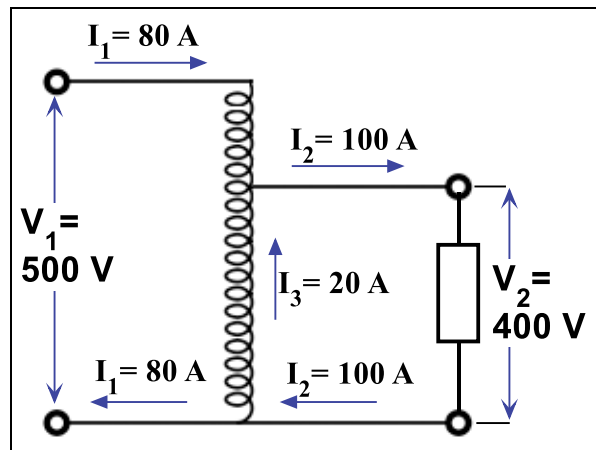 I₁= 80 A
I₂= 100 A
V₁=
500 V
I₃= 20 A
V₂=
400 V
I₁= 80 A
I₂= 100 A